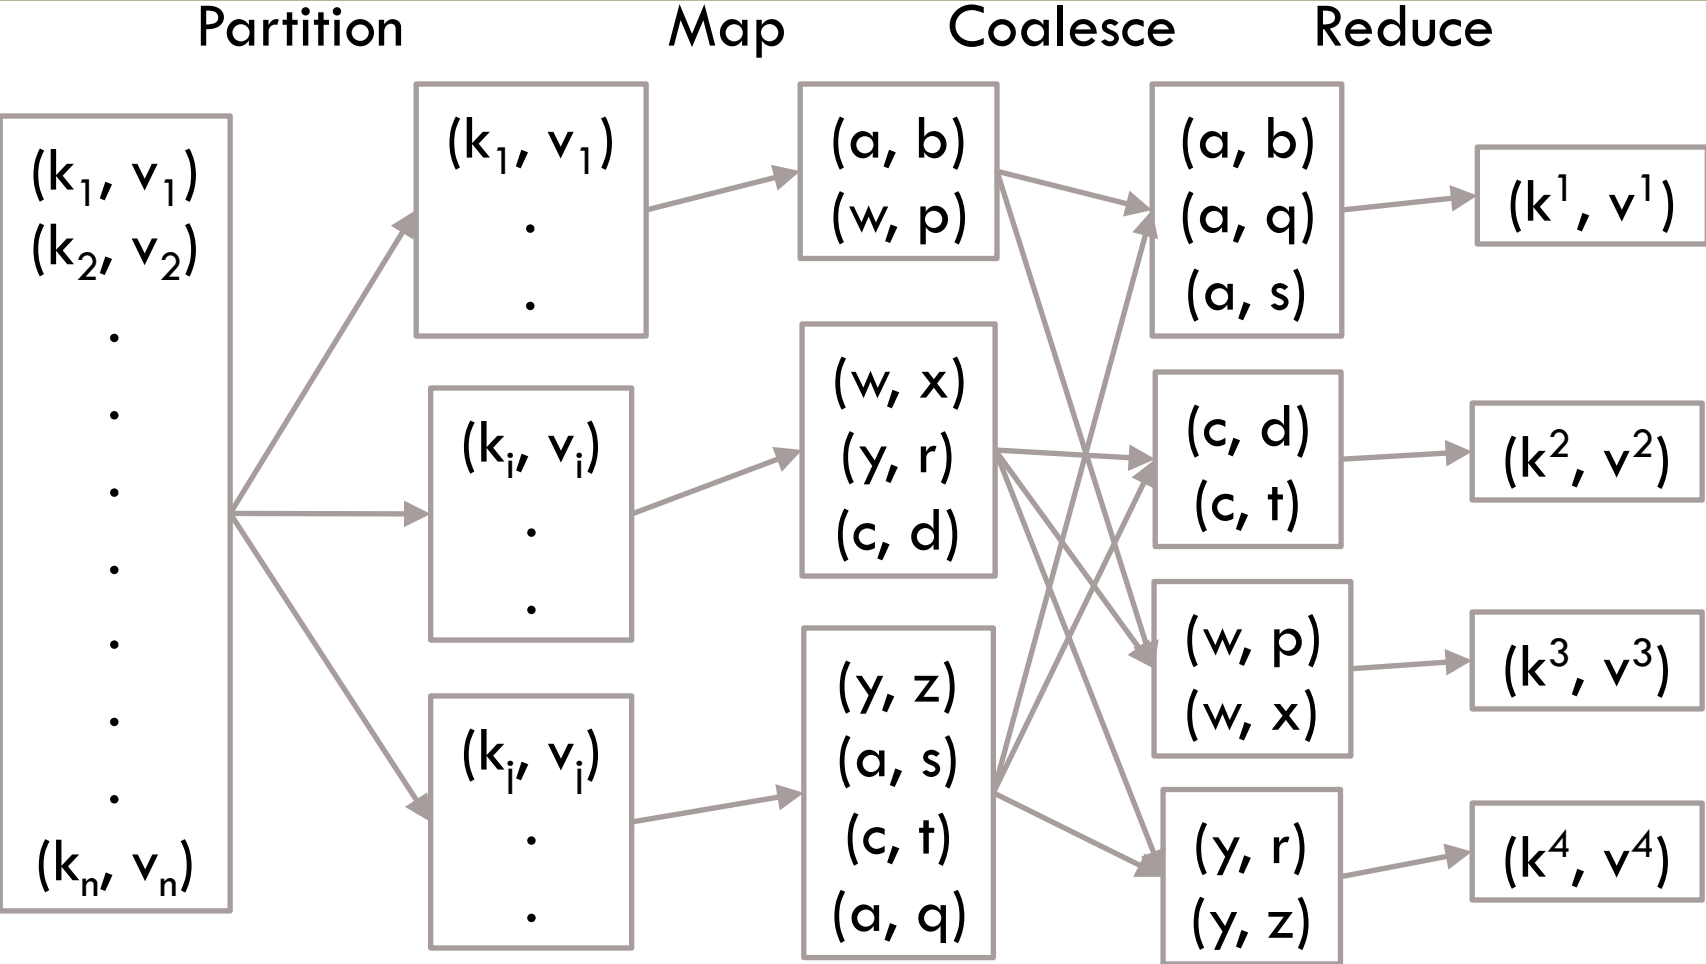 Partition Map Coalesce Reduce
(k₁, v₁)
(k₂, v₂)
.
.
.
.
.
.
.
(kₙ, vₙ)
(k₁, v₁)
.
.
(kᵢ, vᵢ)
.
.
(kⱼ, vⱼ)
.
.
(a, b)
(w, p)
(w, x)
(y, r)
(c, d)
(y, z)
(a, s)
(c, t)
(a, q)
(a, b)
(a, q)
(a, s)
(c, d)
(c, t)
(w, p)
(w, x)
(y, r)
(y, z)
(k¹, v¹)
(k², v²)
(k³, v³)
(k⁴, v⁴)